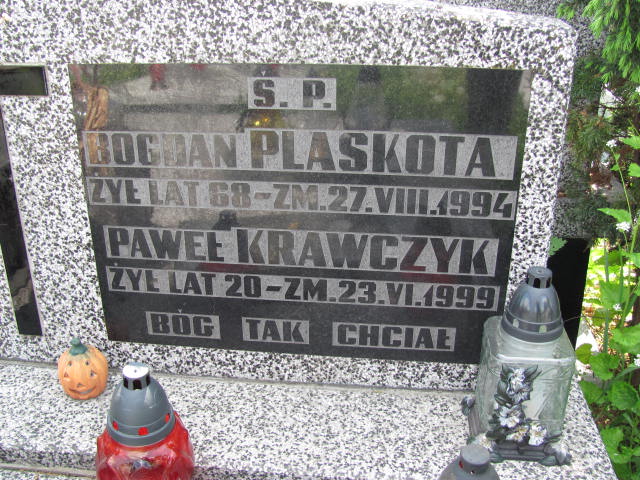 Ś. P.
BOGDAN PLASKOTA
ŻYŁ LAT 68-ZM. 27. VIII. 1994
PAWEŁ KRAWCZYK
ŻYŁ LAT 20-ZM. 23. VI. 1999
BÓG TAK CHCIAŁ